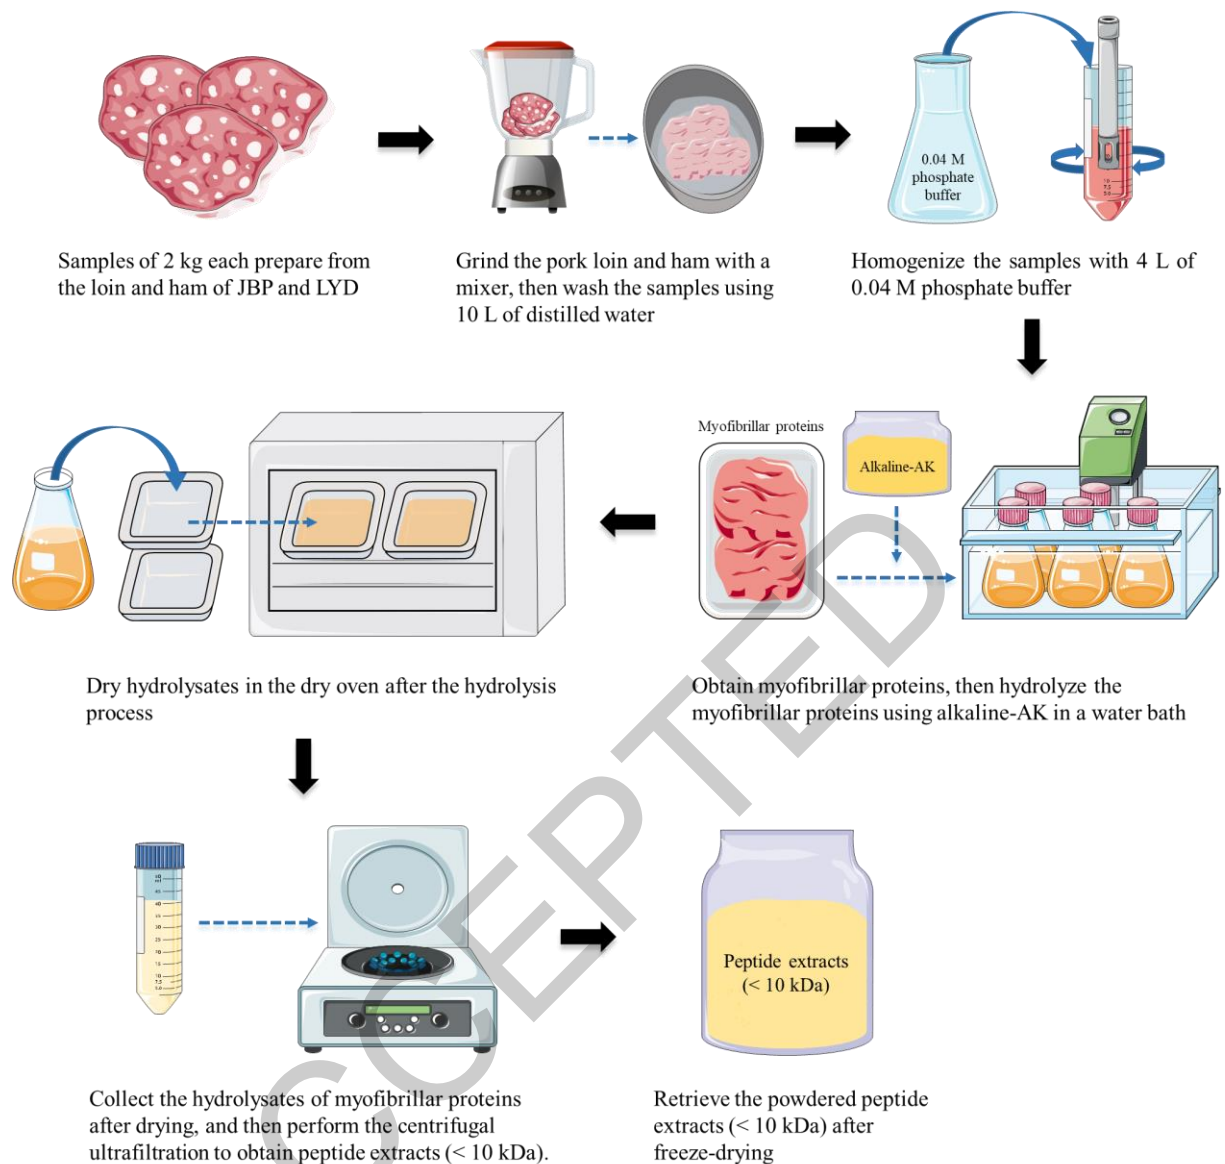 0.04 M
phosphate
buffer
Samples of 2 kg each prepare from
the loin and ham of JBP and LYD
Grind the pork loin and ham with a
mixer, then wash the samples using
10 L of distilled water
Homogenize the samples with 4 L of
0.04 M phosphate buffer
Myofibrillar proteins
Alkaline-AK
Dry hydrolysates in the dry oven after the hydrolysis
process
Obtain myofibrillar proteins, then hydrolyze the
myofibrillar proteins using alkaline-AK in a water bath
Peptide extracts
(< 10 kDa)
Collect the hydrolysates of myofibrillar proteins
after drying, and then perform the centrifugal
ultrafiltration to obtain peptide extracts (< 10 kDa).
Retrieve the powdered peptide
extracts (< 10 kDa) after
freeze-drying
CCEPTED